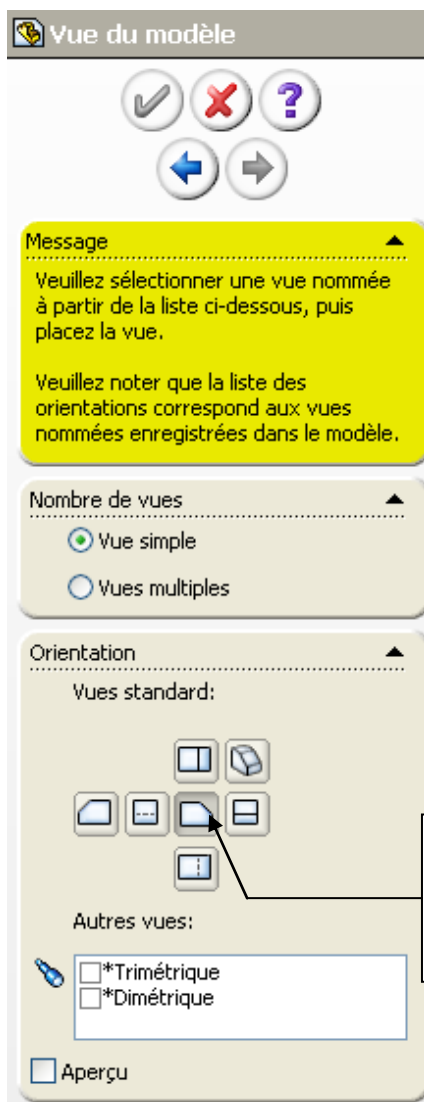 Vue du modèle
?
Message
Veuillez sélectionner une vue nommée
à partir de la liste ci-dessous, puis
placez la vue.
Veuillez noter que la liste des
orientations correspond aux vues
nommées enregistrées dans le modèle.
Nombre de vues
Vue simple
Vues multiples
Orientation
Vues standard:
Autres vues:
*Trimétrique
*Dimétrique
Aperçu